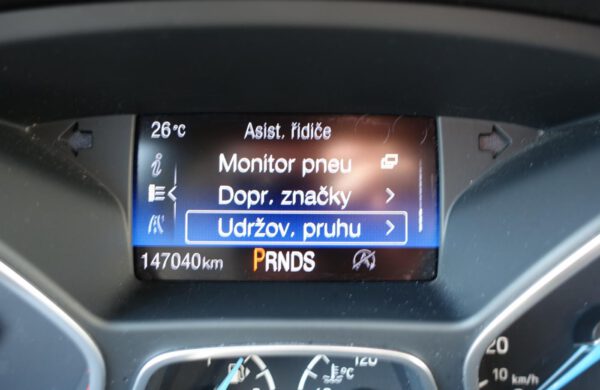 26°C Asist. řidiče
Monitor pneu
Dopr. značky
Udržov. pruhu
147040km PRNDS
°C 120
20
10 km/h